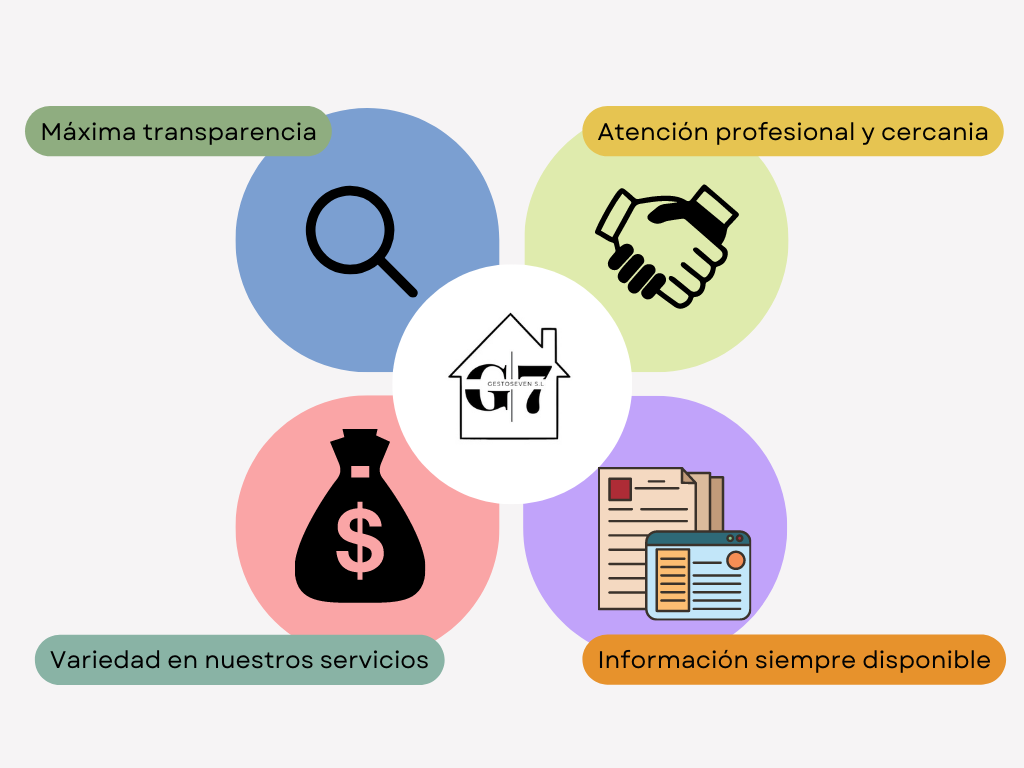 Máxima transparencia
Atención profesional y cercania
G7
GESTOSEVEN S.L
$
Variedad en nuestros servicios
Información siempre disponible